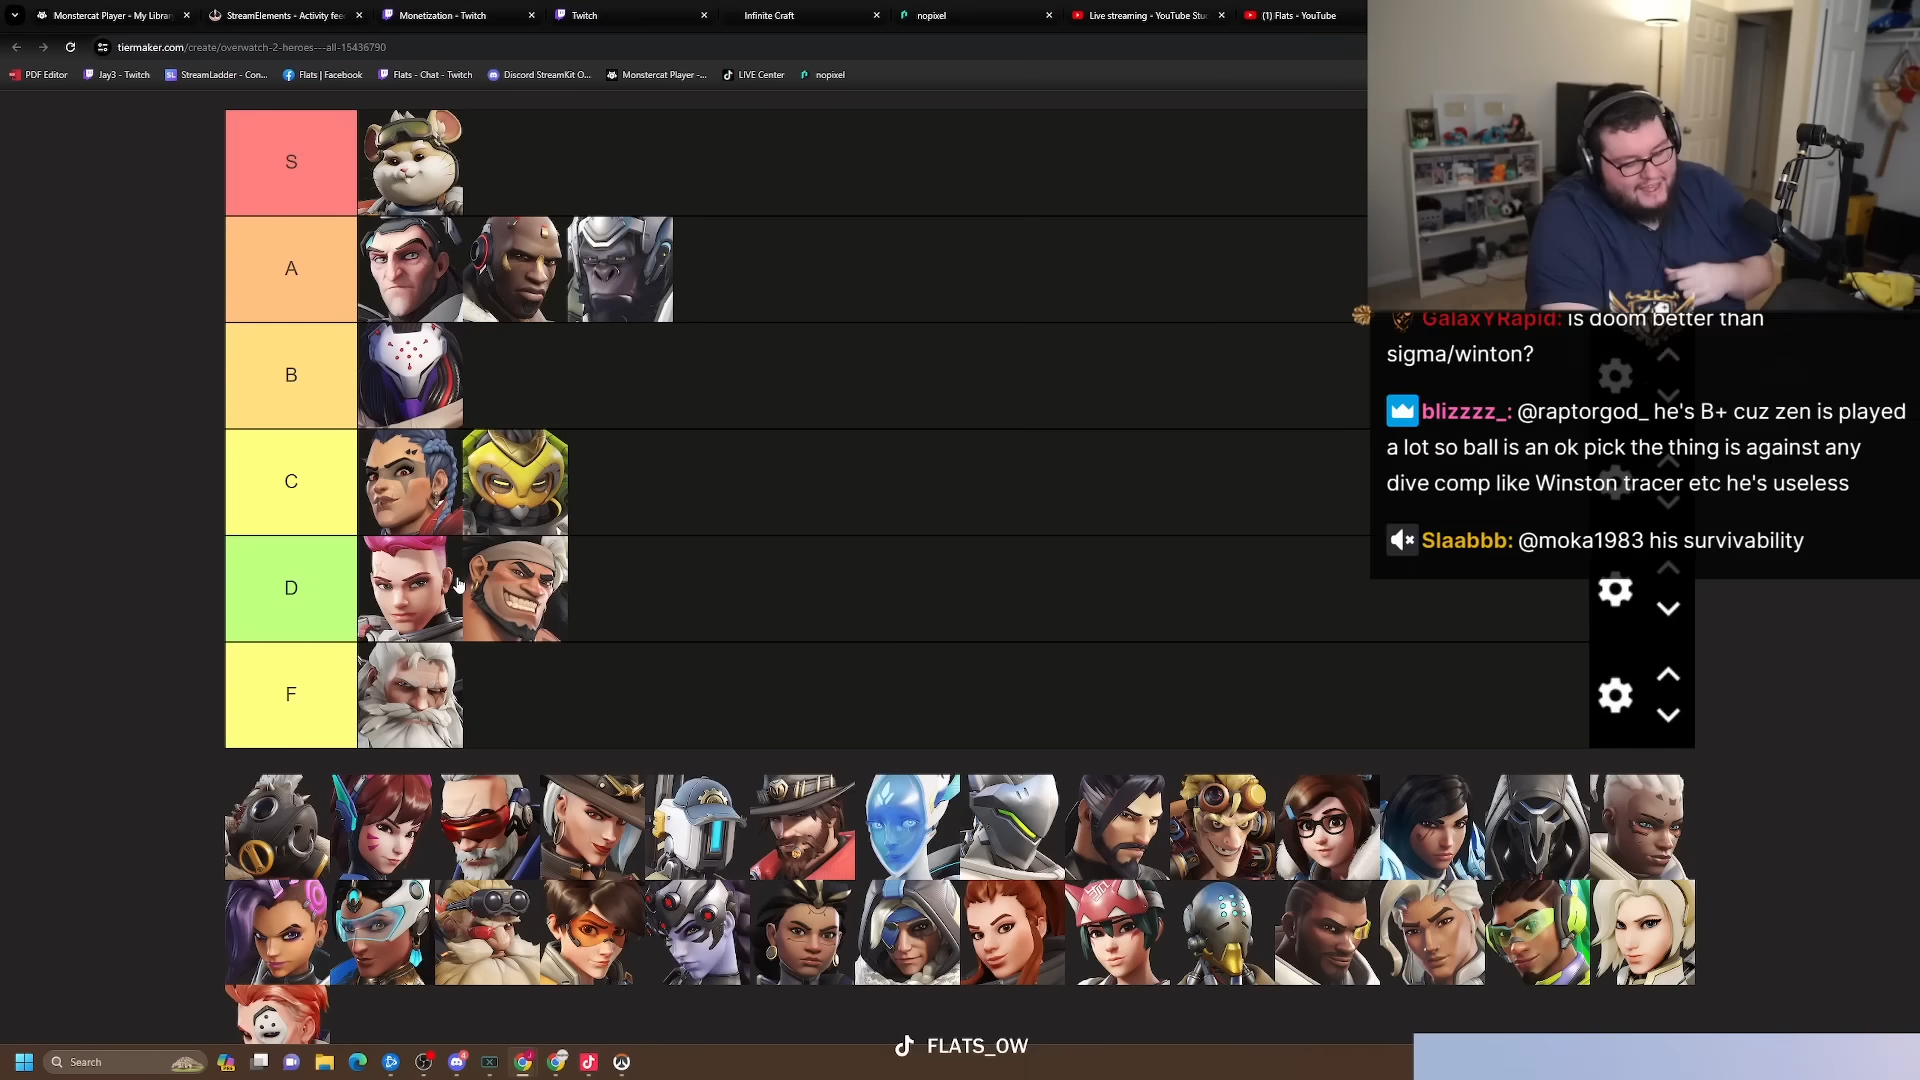 Monstercat Player - My Librar
StreamElements - Activity fee
Monetization - Twitch
Twitch
Infinite Craft
nopixel
Live streaming - YouTube Stu
(1) Flats - YouTube
tiermaker.com/create/overwatch-2-heroes---all-15436790
PDF Editor
Jay3 - Twitch
StreamLadder - Con...
Flats | Facebook
Flats - Chat - Twitch
Discord StreamKit O...
Monstercat Player -...
LIVE Center
nopixel
S
A
B
C
D
F
GalaxYRapid: is doom better than
sigma/winton?
blizzzz_: @raptorgod_ he's B+ cuz zen is played
a lot so ball is an ok pick the thing is against any
dive comp like Winston tracer etc he's useless
Slaabbb: @moka1983 his survivability
FLATS_OW
Search